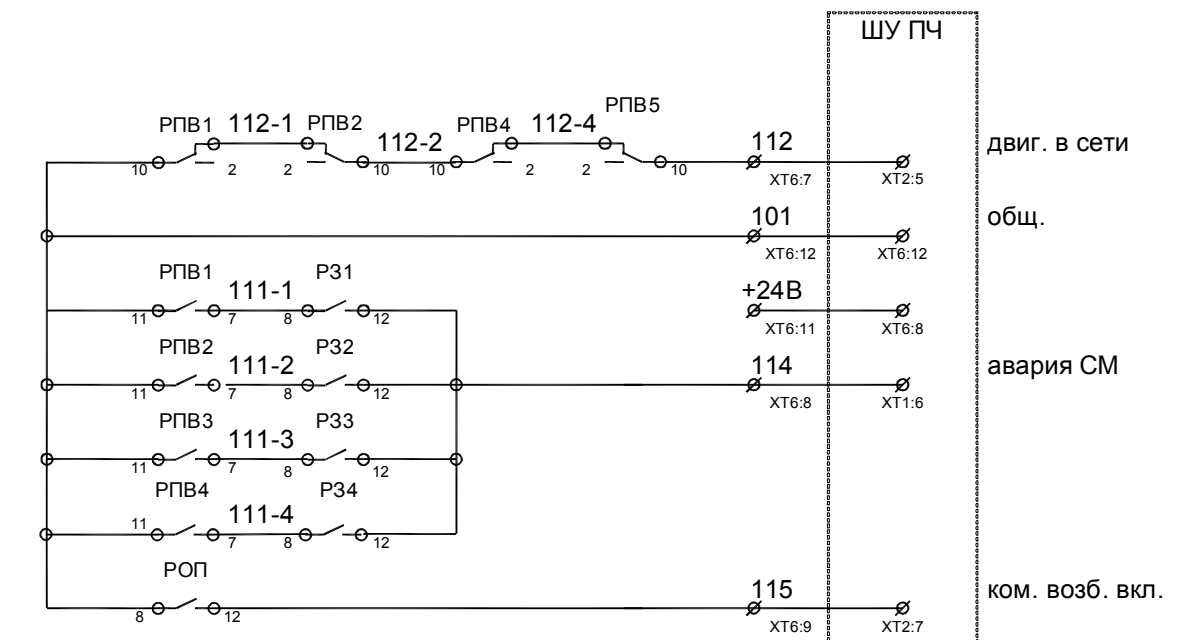 ШУ ПЧ
РПВ1 112-1 РПВ2 112-2 РПВ4 112-4 РПВ5 112 двиг. в сети
10 2 2 10 10 2 2 10 XT6:7 XT2:5
101 общ.
XT6:12 XT6:12
РПВ1 111-1 РЗ1 +24В
11 7 8 12 XT6:11 XT6:8
РПВ2 111-2 РЗ2 114 авария СМ
11 7 8 12 XT6:8 XT1:6
РПВ3 111-3 РЗ3
11 7 8 12
РПВ4 111-4 РЗ4
11 7 8 12
РОП 115 ком. возб. вкл.
8 12 XT6:9 XT2:7